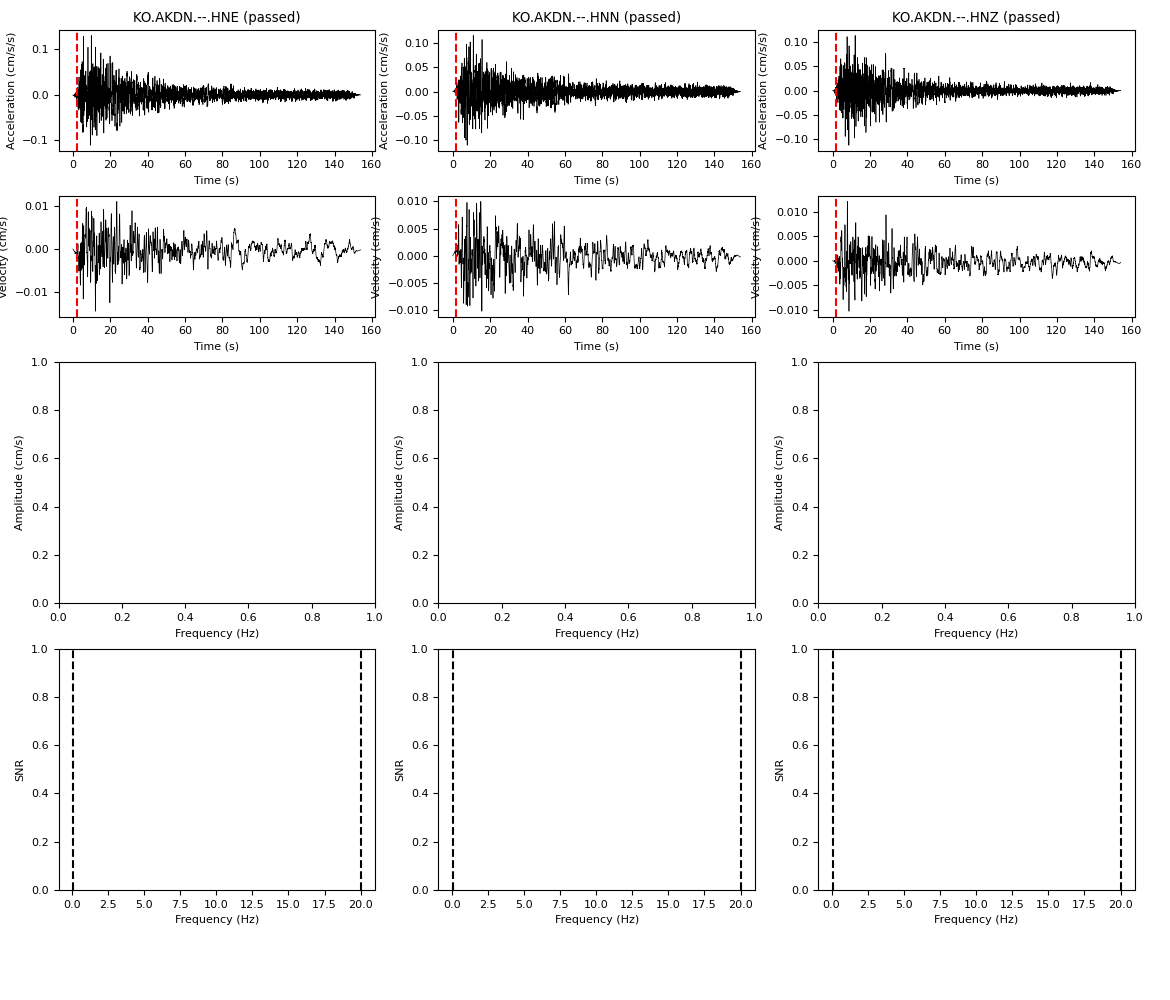 KO.AKDN.--.HNE (passed) KO.AKDN.--.HNN (passed) KO.AKDN.--.HNZ (passed)
Acceleration (cm/s/s) Acceleration (cm/s/s) Acceleration (cm/s/s)
0.1 0.10 0.10
0.05 0.05
0.0 0.00 0.00
−0.05 −0.05
−0.1 −0.10 −0.10
0 20 40 60 80 100 120 140 160 0 20 40 60 80 100 120 140 160 0 20 40 60 80 100 120 140 160
Time (s) Time (s) Time (s)
Velocity (cm/s) Velocity (cm/s) Velocity (cm/s)
0.01 0.010 0.010
0.005 0.005
0.00 0.000 0.000
−0.005 −0.005
−0.01 −0.010 −0.010
0 20 40 60 80 100 120 140 160 0 20 40 60 80 100 120 140 160 0 20 40 60 80 100 120 140 160
Time (s) Time (s) Time (s)
Amplitude (cm/s) Amplitude (cm/s) Amplitude (cm/s)
1.0 1.0 1.0
0.8 0.8 0.8
0.6 0.6 0.6
0.4 0.4 0.4
0.2 0.2 0.2
0.0 0.0 0.0
0.0 0.2 0.4 0.6 0.8 1.0 0.0 0.2 0.4 0.6 0.8 1.0 0.0 0.2 0.4 0.6 0.8 1.0
Frequency (Hz) Frequency (Hz) Frequency (Hz)
SNR SNR SNR
1.0 1.0 1.0
0.8 0.8 0.8
0.6 0.6 0.6
0.4 0.4 0.4
0.2 0.2 0.2
0.0 0.0 0.0
0.0 2.5 5.0 7.5 10.0 12.5 15.0 17.5 20.0 0.0 2.5 5.0 7.5 10.0 12.5 15.0 17.5 20.0 0.0 2.5 5.0 7.5 10.0 12.5 15.0 17.5 20.0
Frequency (Hz) Frequency (Hz) Frequency (Hz)